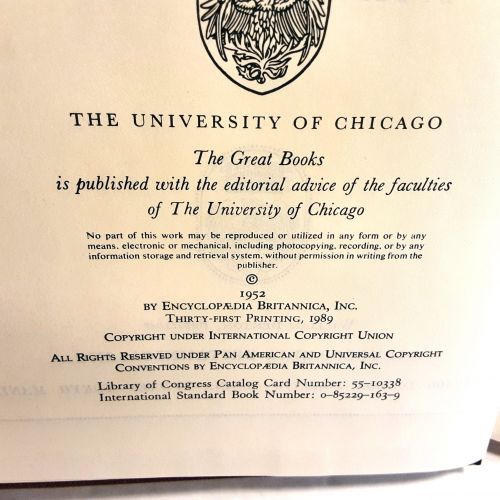 THE UNIVERSITY OF CHICAGO
The Great Books
is published with the editorial advice of the faculties
of The University of Chicago
No part of this work may be reproduced or utilized in any form or by any
means, electronic or mechanical, including photocopying, recording, or by any
information storage and retrieval system, without permission in writing from the
publisher.
©
1952
BY ENCYCLOPÆDIA BRITANNICA, INC.
THIRTY-FIRST PRINTING, 1989
COPYRIGHT UNDER INTERNATIONAL COPYRIGHT UNION
ALL RIGHTS RESERVED UNDER PAN AMERICAN AND UNIVERSAL COPYRIGHT
CONVENTIONS BY ENCYCLOPÆDIA BRITANNICA, INC.
Library of Congress Catalog Card Number: 55-10338
International Standard Book Number: 0-85229-163-9